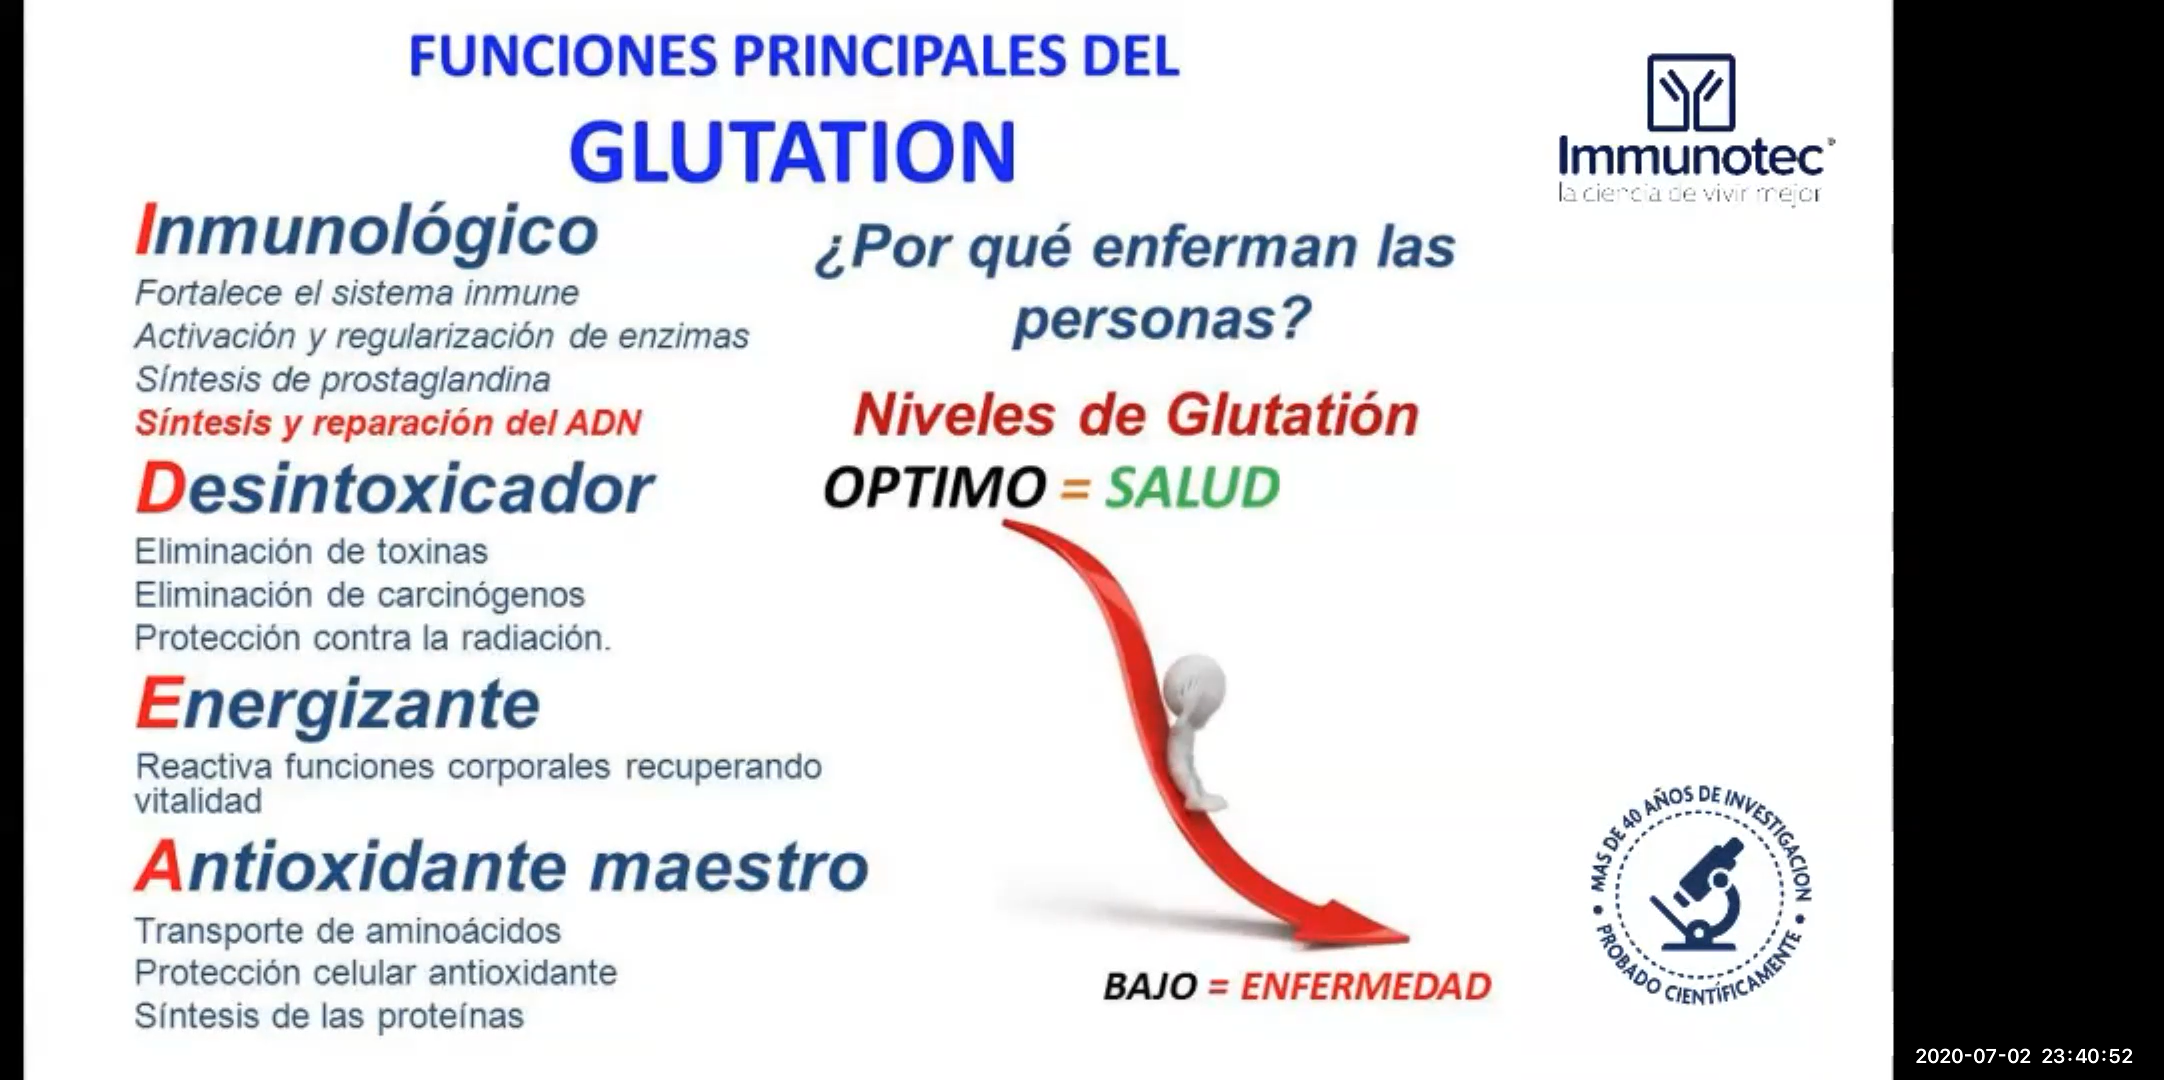 FUNCIONES PRINCIPALES DEL
GLUTATION
Immunotec®
la ciencia de vivir mejor
Inmunológico
Fortalece el sistema inmune
Activación y regularización de enzimas
Síntesis de prostaglandina
Síntesis y reparación del ADN
Desintoxicador
Eliminación de toxinas
Eliminación de carcinógenos
Protección contra la radiación.
Energizante
Reactiva funciones corporales recuperando
vitalidad
Antioxidante maestro
Transporte de aminoácidos
Protección celular antioxidante
Síntesis de las proteínas
¿Por qué enferman las
personas?
Niveles de Glutatión
OPTIMO = SALUD
BAJO = ENFERMEDAD
MAS DE 40 AÑOS DE INVESTIGACION
PROBADO CIENTÍFICAMENTE
2020-07-02 23:40:52